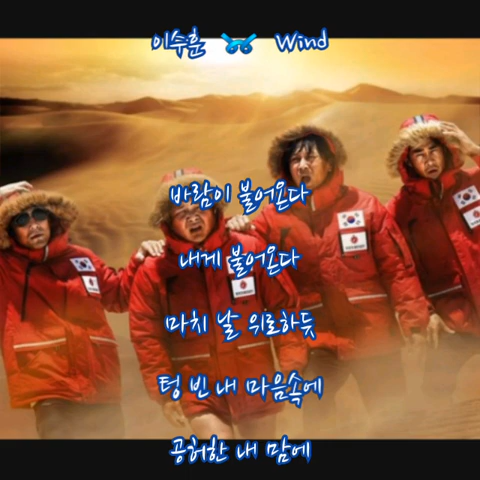 이수훈 Wind
바람이 불어온다
내게 불어온다
마치 날 위로하듯
텅 빈 내 마음속에
공허한 내 맘에